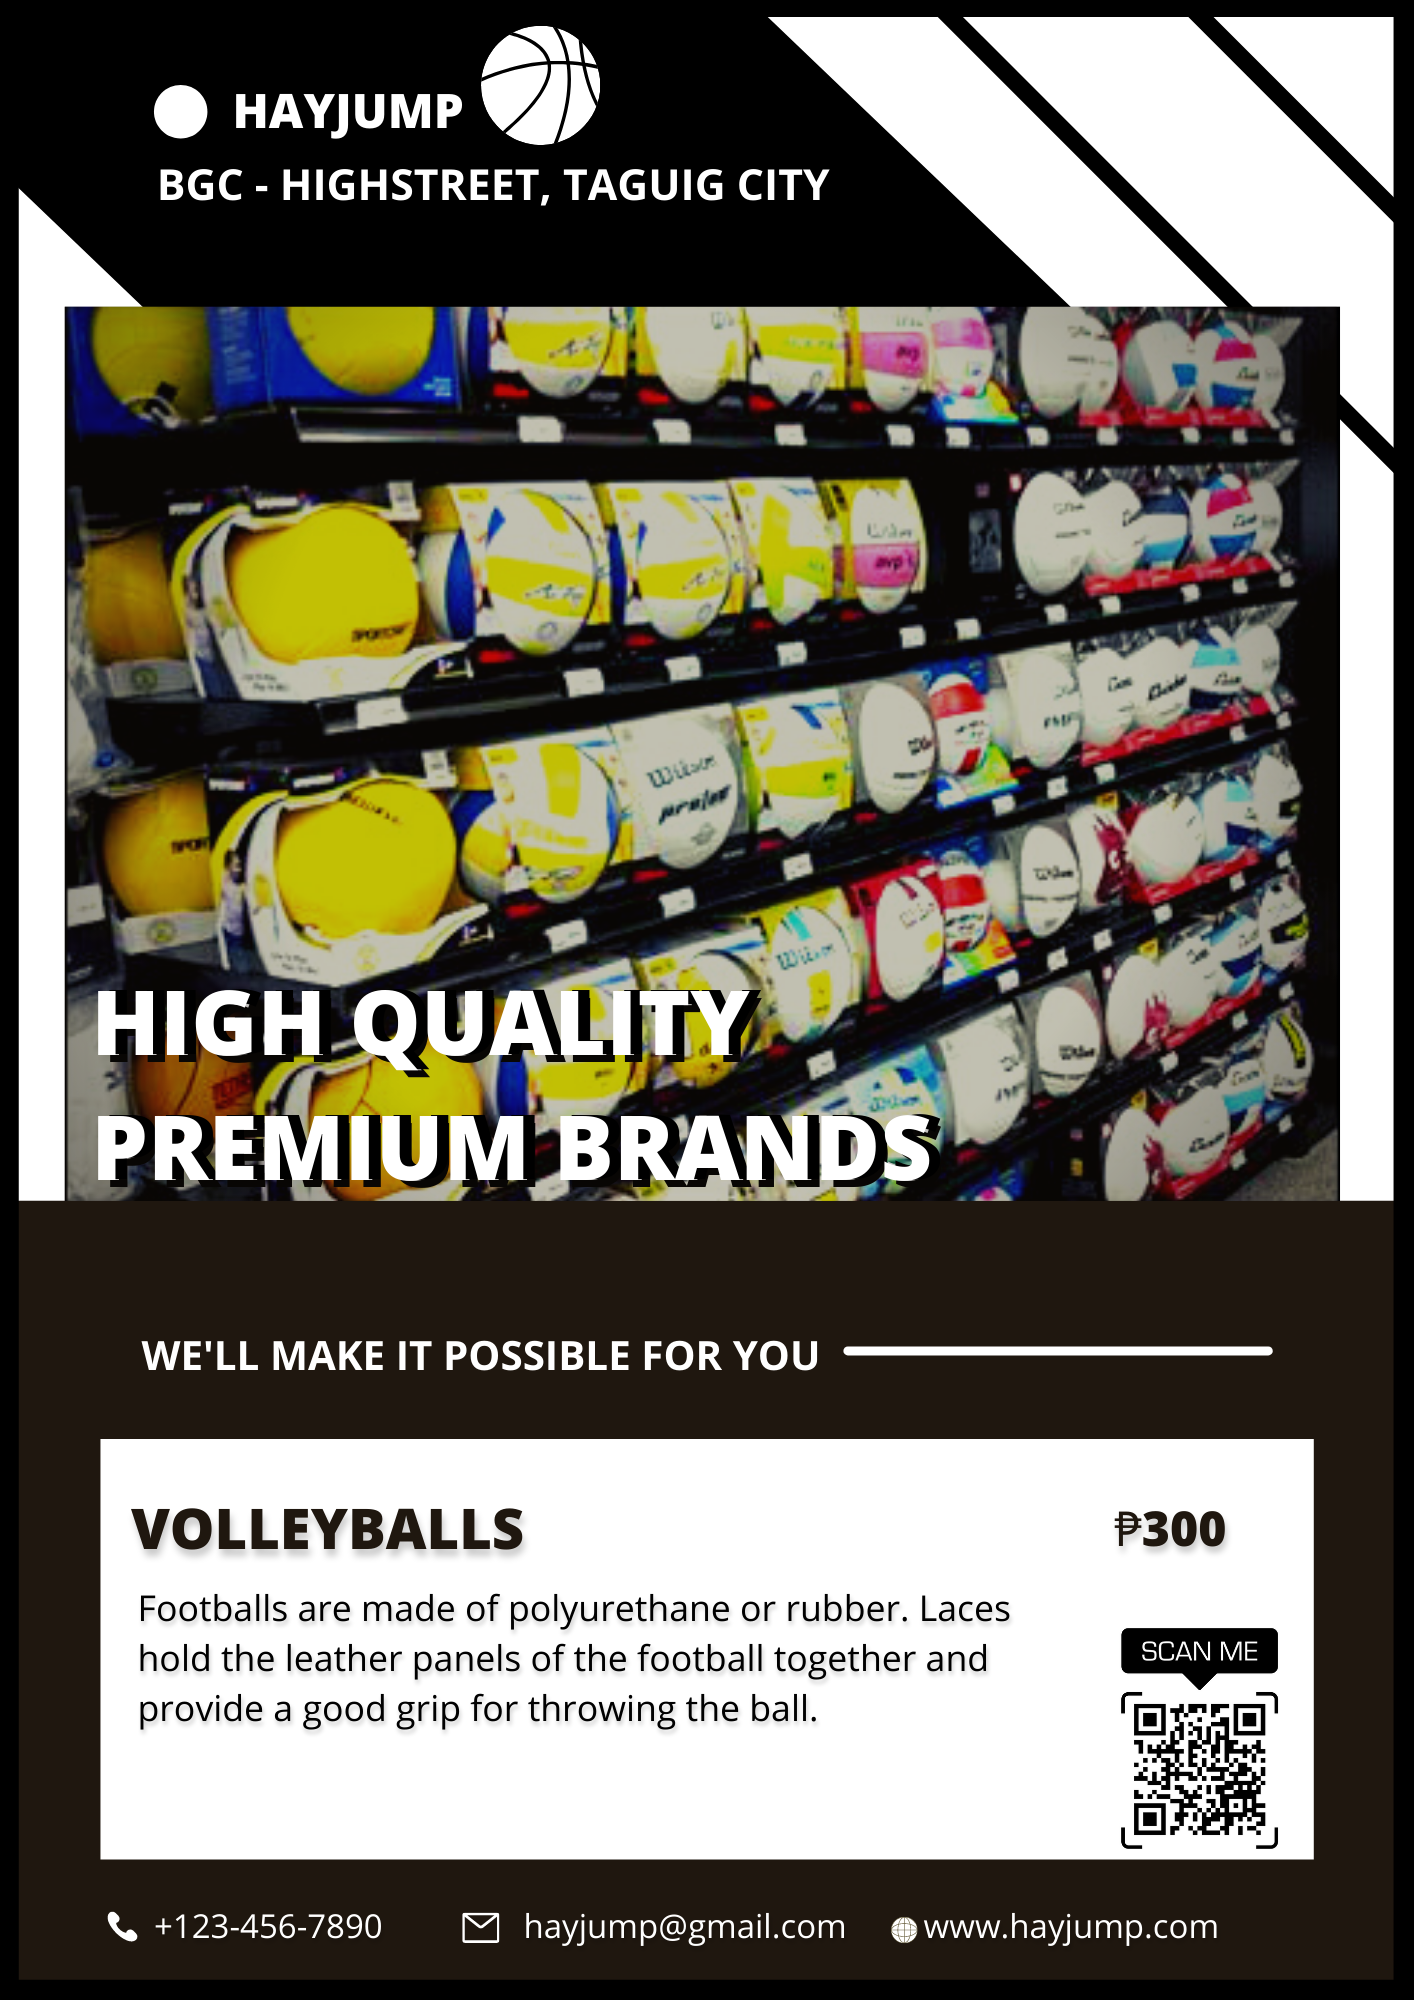 HAYJUMP
BGC - HIGHSTREET, TAGUIG CITY
Wilson
HIGH QUALITY
PREMIUM BRANDS
WE'LL MAKE IT POSSIBLE FOR YOU
VOLLEYBALLS
₱300
Footballs are made of polyurethane or rubber. Laces
hold the leather panels of the football together and
provide a good grip for throwing the ball.
SCAN ME
+123-456-7890
hayjump@gmail.com
www.hayjump.com